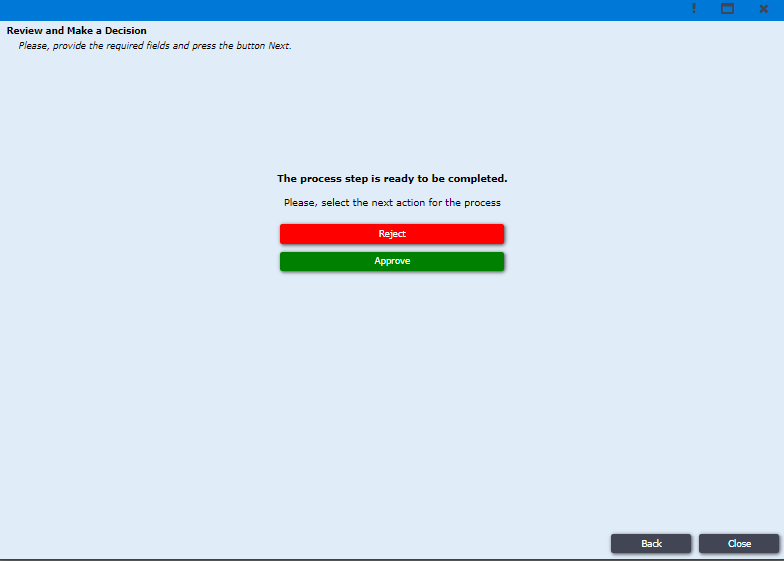 Review and Make a Decision
Please, provide the required fields and press the button Next.
The process step is ready to be completed.
Please, select the next action for the process
Reject
Approve
Back
Close